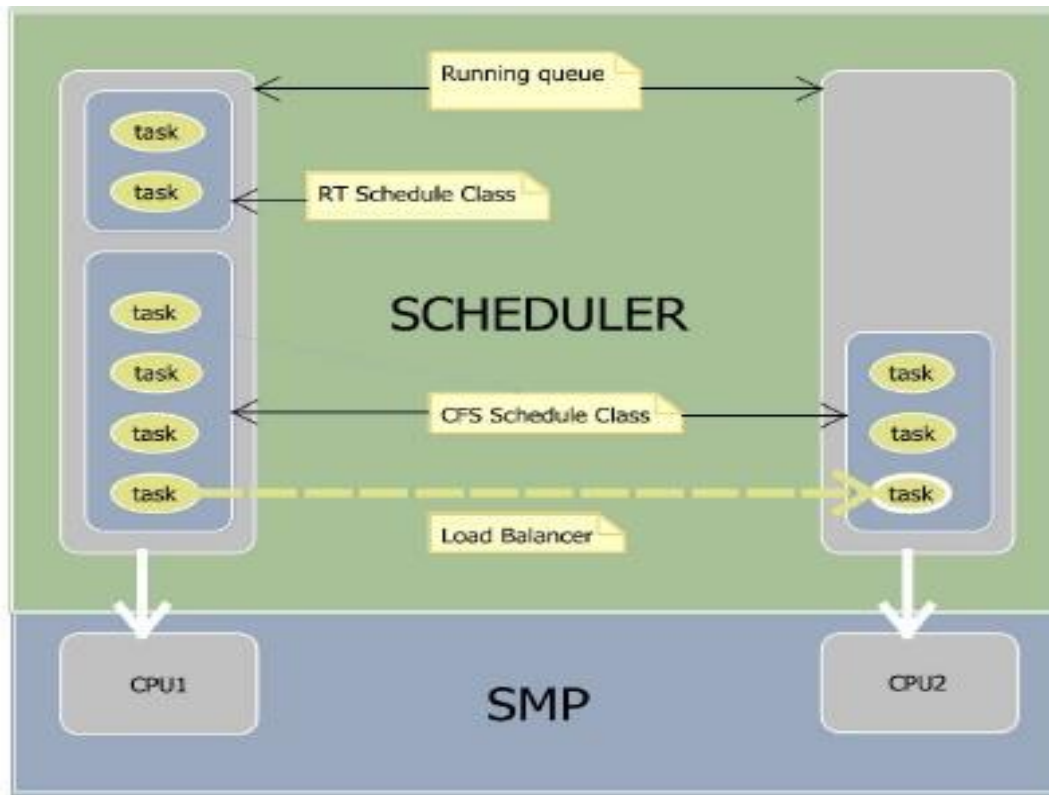 Running queue
task
task
RT Schedule Class
task
SCHEDULER
task
task
task
CFS Schedule Class
task
task
task
task
Load Balancer
CPU1
CPU2
SMP